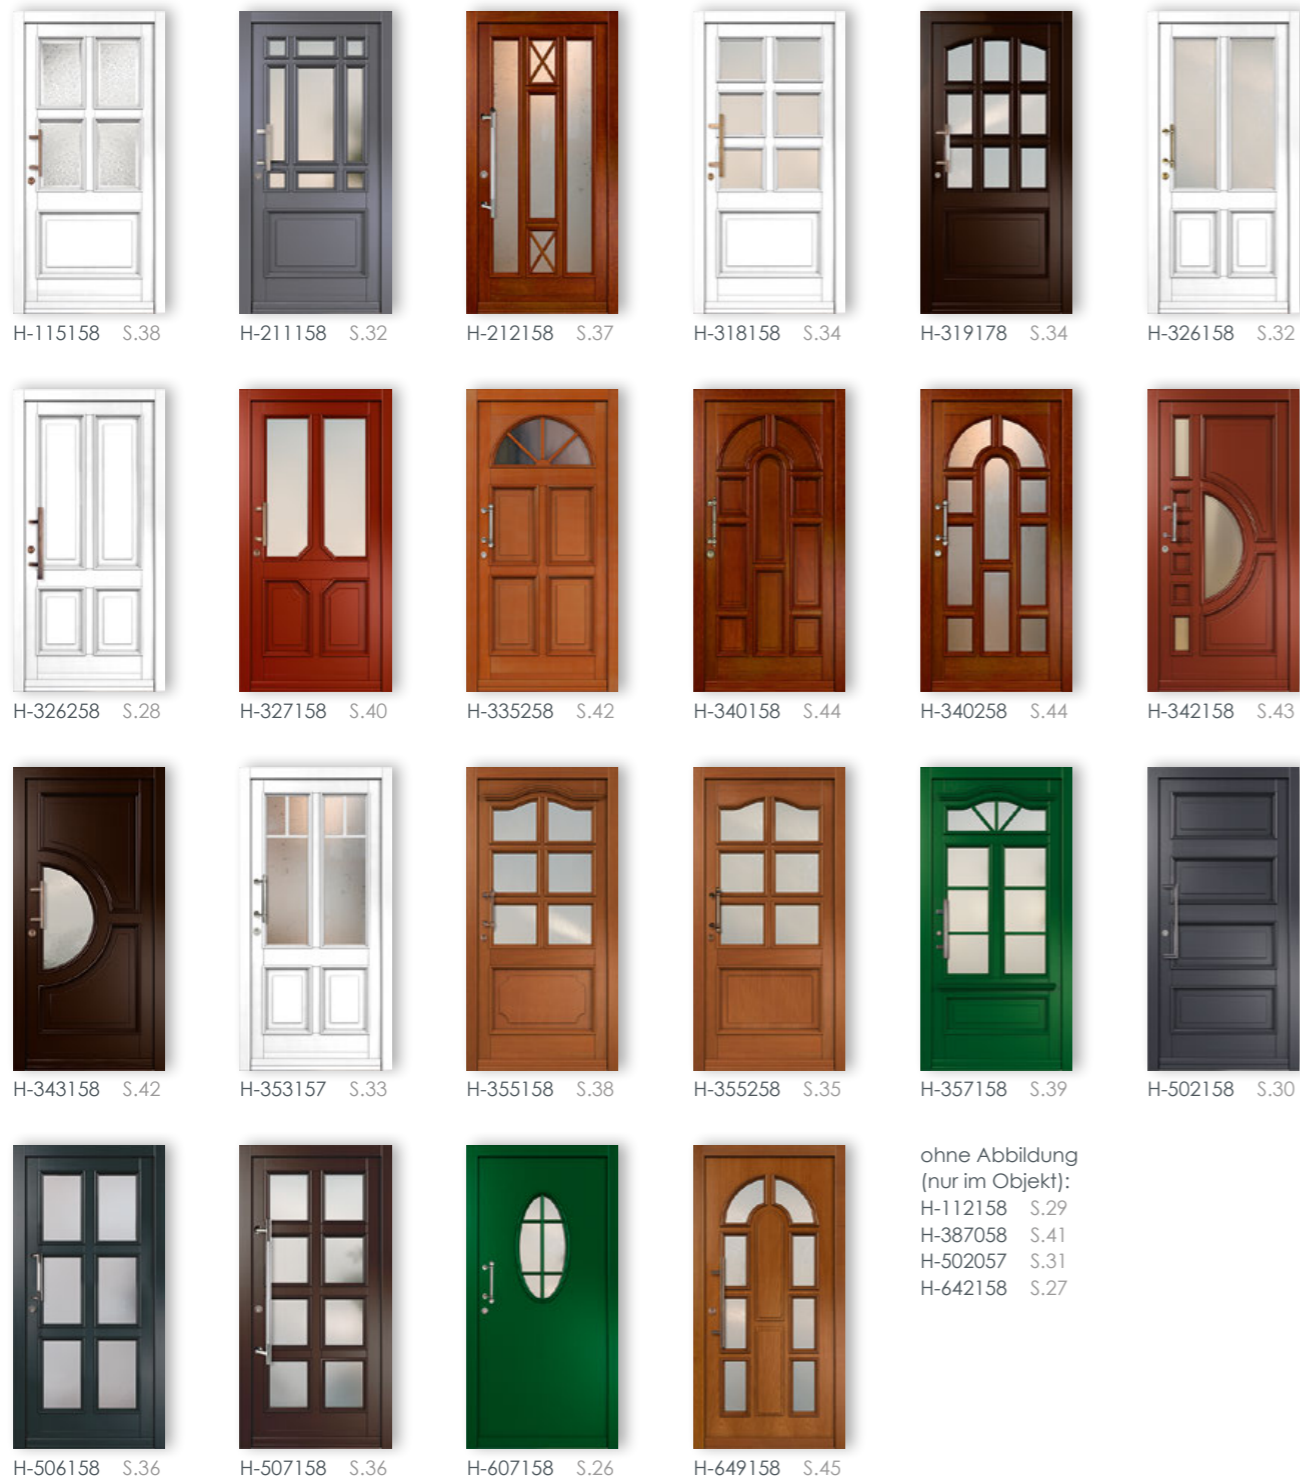 H-115158 S.38
H-211158 S.32
H-212158 S.37
H-318158 S.34
H-319178 S.34
H-326158 S.32
H-326258 S.28
H-327158 S.40
H-335258 S.42
H-340158 S.44
H-340258 S.44
H-342158 S.43
H-343158 S.42
H-353157 S.33
H-355158 S.38
H-355258 S.35
H-357158 S.39
H-502158 S.30
H-506158 S.36
H-507158 S.36
H-607158 S.26
H-649158 S.45
ohne Abbildung
(nur im Objekt):
H-112158 S.29
H-387058 S.41
H-502057 S.31
H-642158 S.27